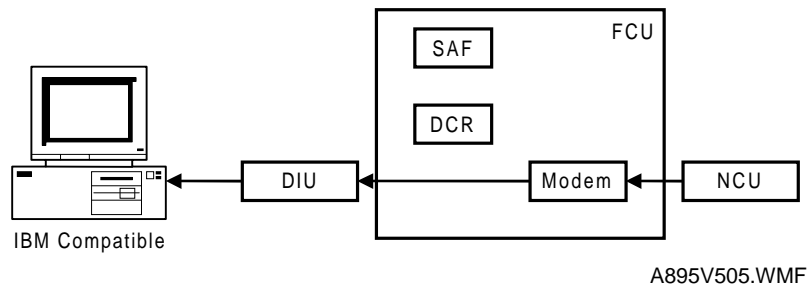 FCU
SAF
DCR
DIU
Modem
NCU
IBM Compatible
A895V505.WMF